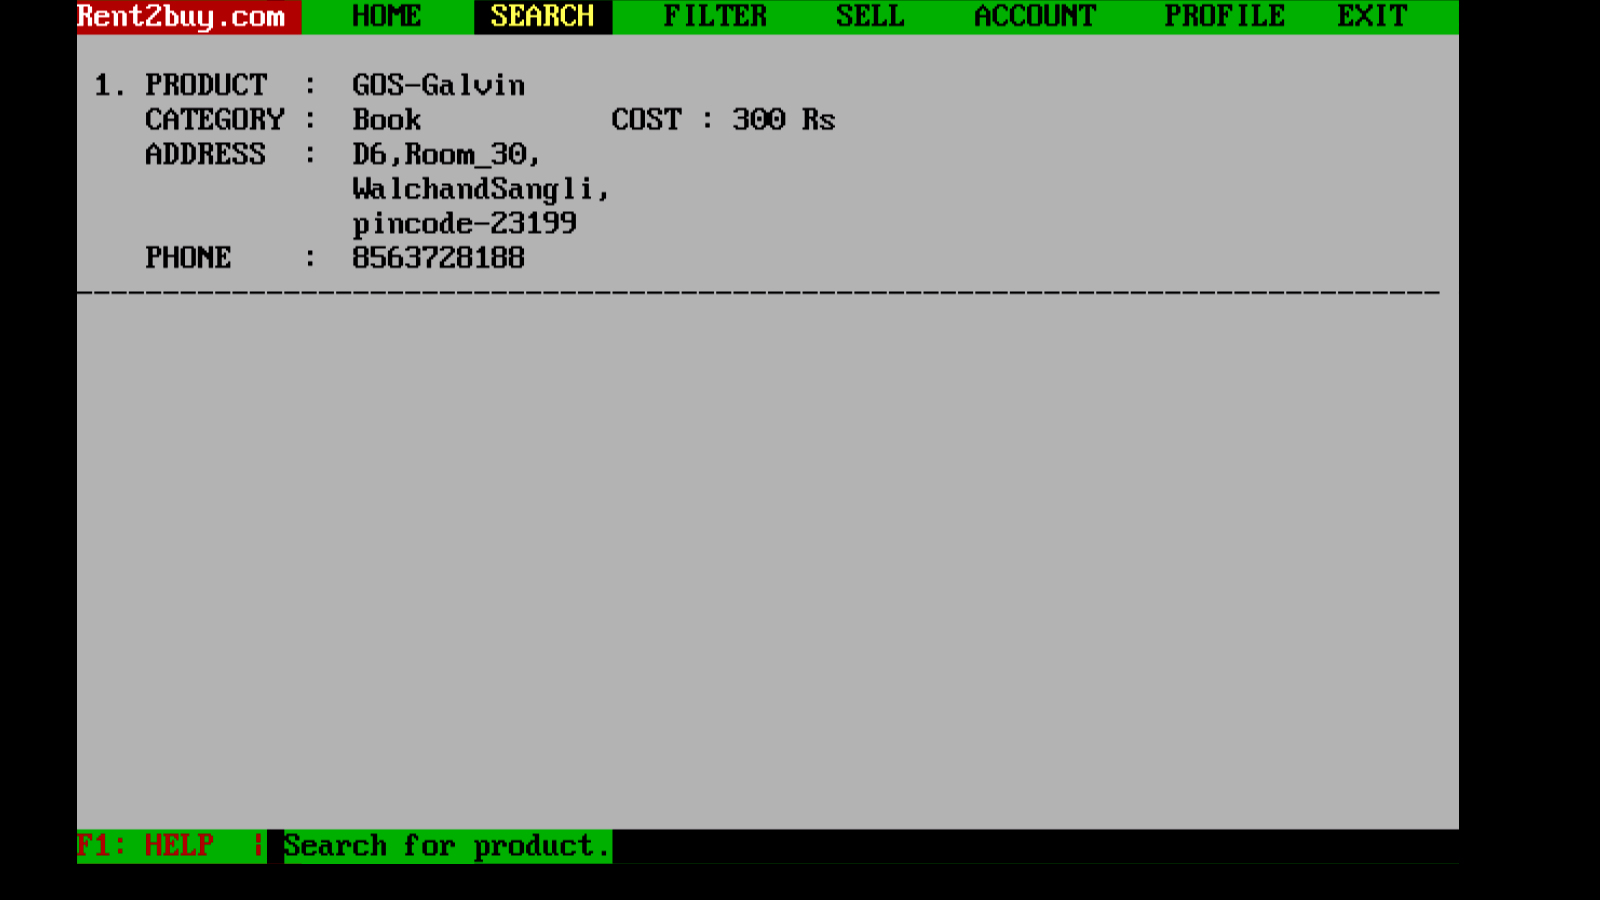 Rent2buy.com HOME SEARCH FILTER SELL ACCOUNT PROFILE EXIT
1. PRODUCT : GOS-Galvin
CATEGORY : Book COST : 300 Rs
ADDRESS : D6,Room_30,
WalchandSangli,
pincode-23199
PHONE : 8563728188
F1: HELP ¦ Search for product.